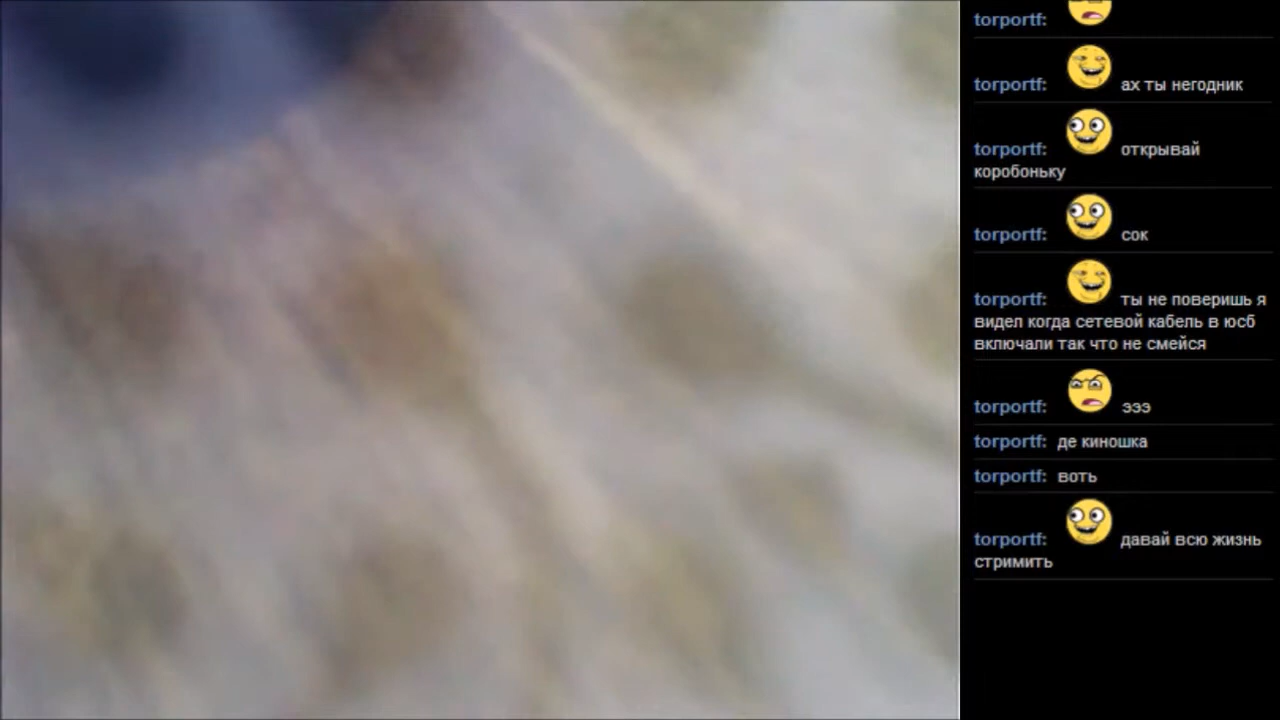 torportf:
torportf: ах ты негодник
torportf: открывай
коробоньку
torportf: сок
torportf: ты не поверишь я
видел когда сетевой кабель в юсб
включали так что не смейся
torportf: эээ
torportf: де киношка
torportf: воть
torportf: давай всю жизнь
стримить